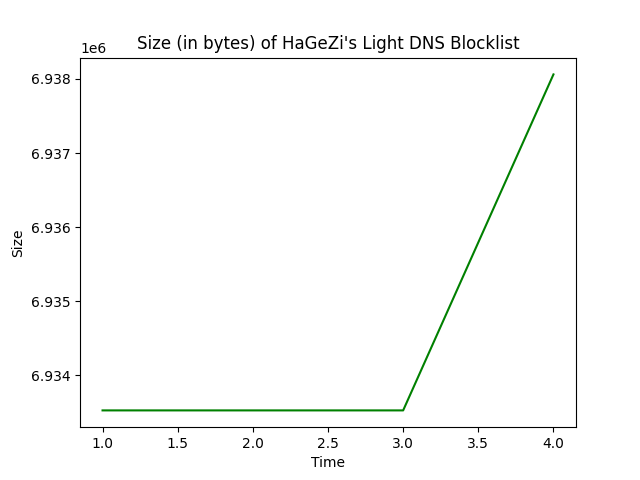 Size (in bytes) of HaGeZi's Light DNS Blocklist
1e6
6.938
6.937
6.936
6.935
6.934
Size
1.0 1.5 2.0 2.5 3.0 3.5 4.0
Time